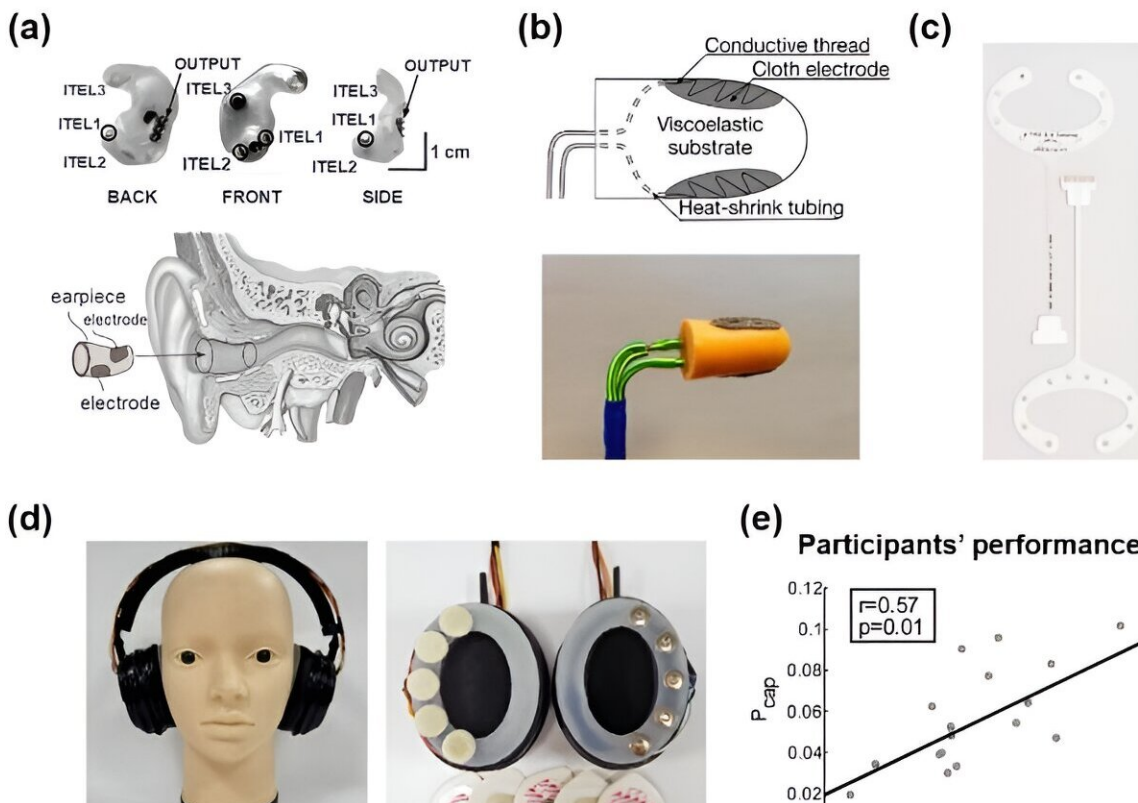 (a)
OUTPUT
OUTPUT
ITEL3
ITEL3
ITEL3
ITEL1
ITEL1
ITEL1
ITEL2
ITEL2
ITEL2
1 cm
BACK
FRONT
SIDE
earpiece
electrode
electrode
(b)
Conductive thread
Cloth electrode
Viscoelastic
substrate
Heat-shrink tubing
(c)
(d)
(e)
Participants' performance
r=0.57
p=0.01
Pcap
0.12
0.1
0.08
0.06
0.04
0.02